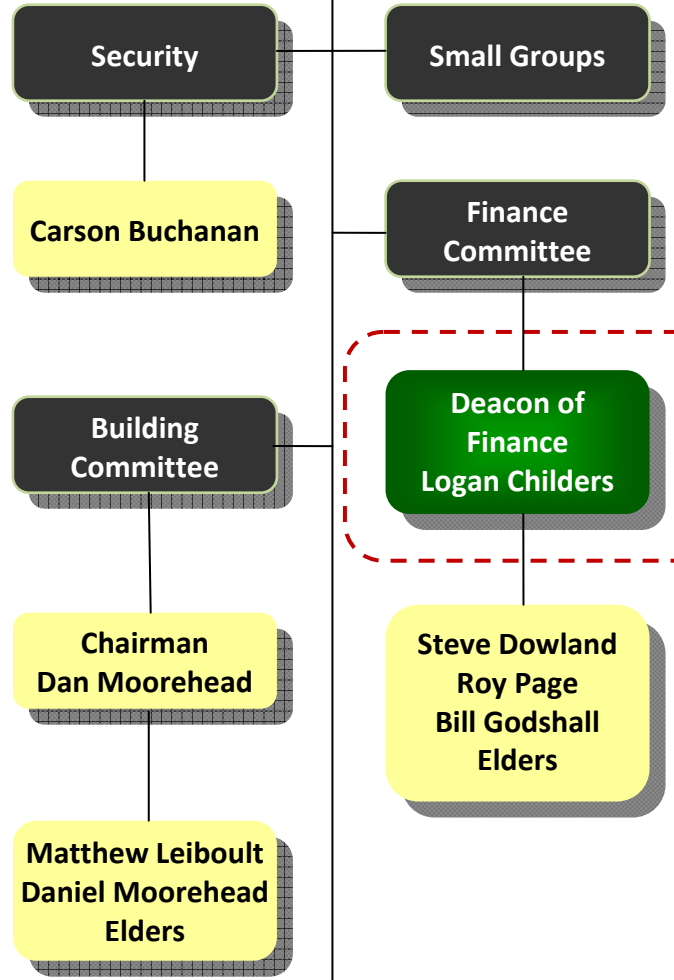 Security
Small Groups
Carson Buchanan
Finance
Committee
Building
Committee
Deacon of
Finance
Logan Childers
Chairman
Dan Moorehead
Steve Dowland
Roy Page
Bill Godshall
Elders
Matthew Leiboult
Daniel Moorehead
Elders